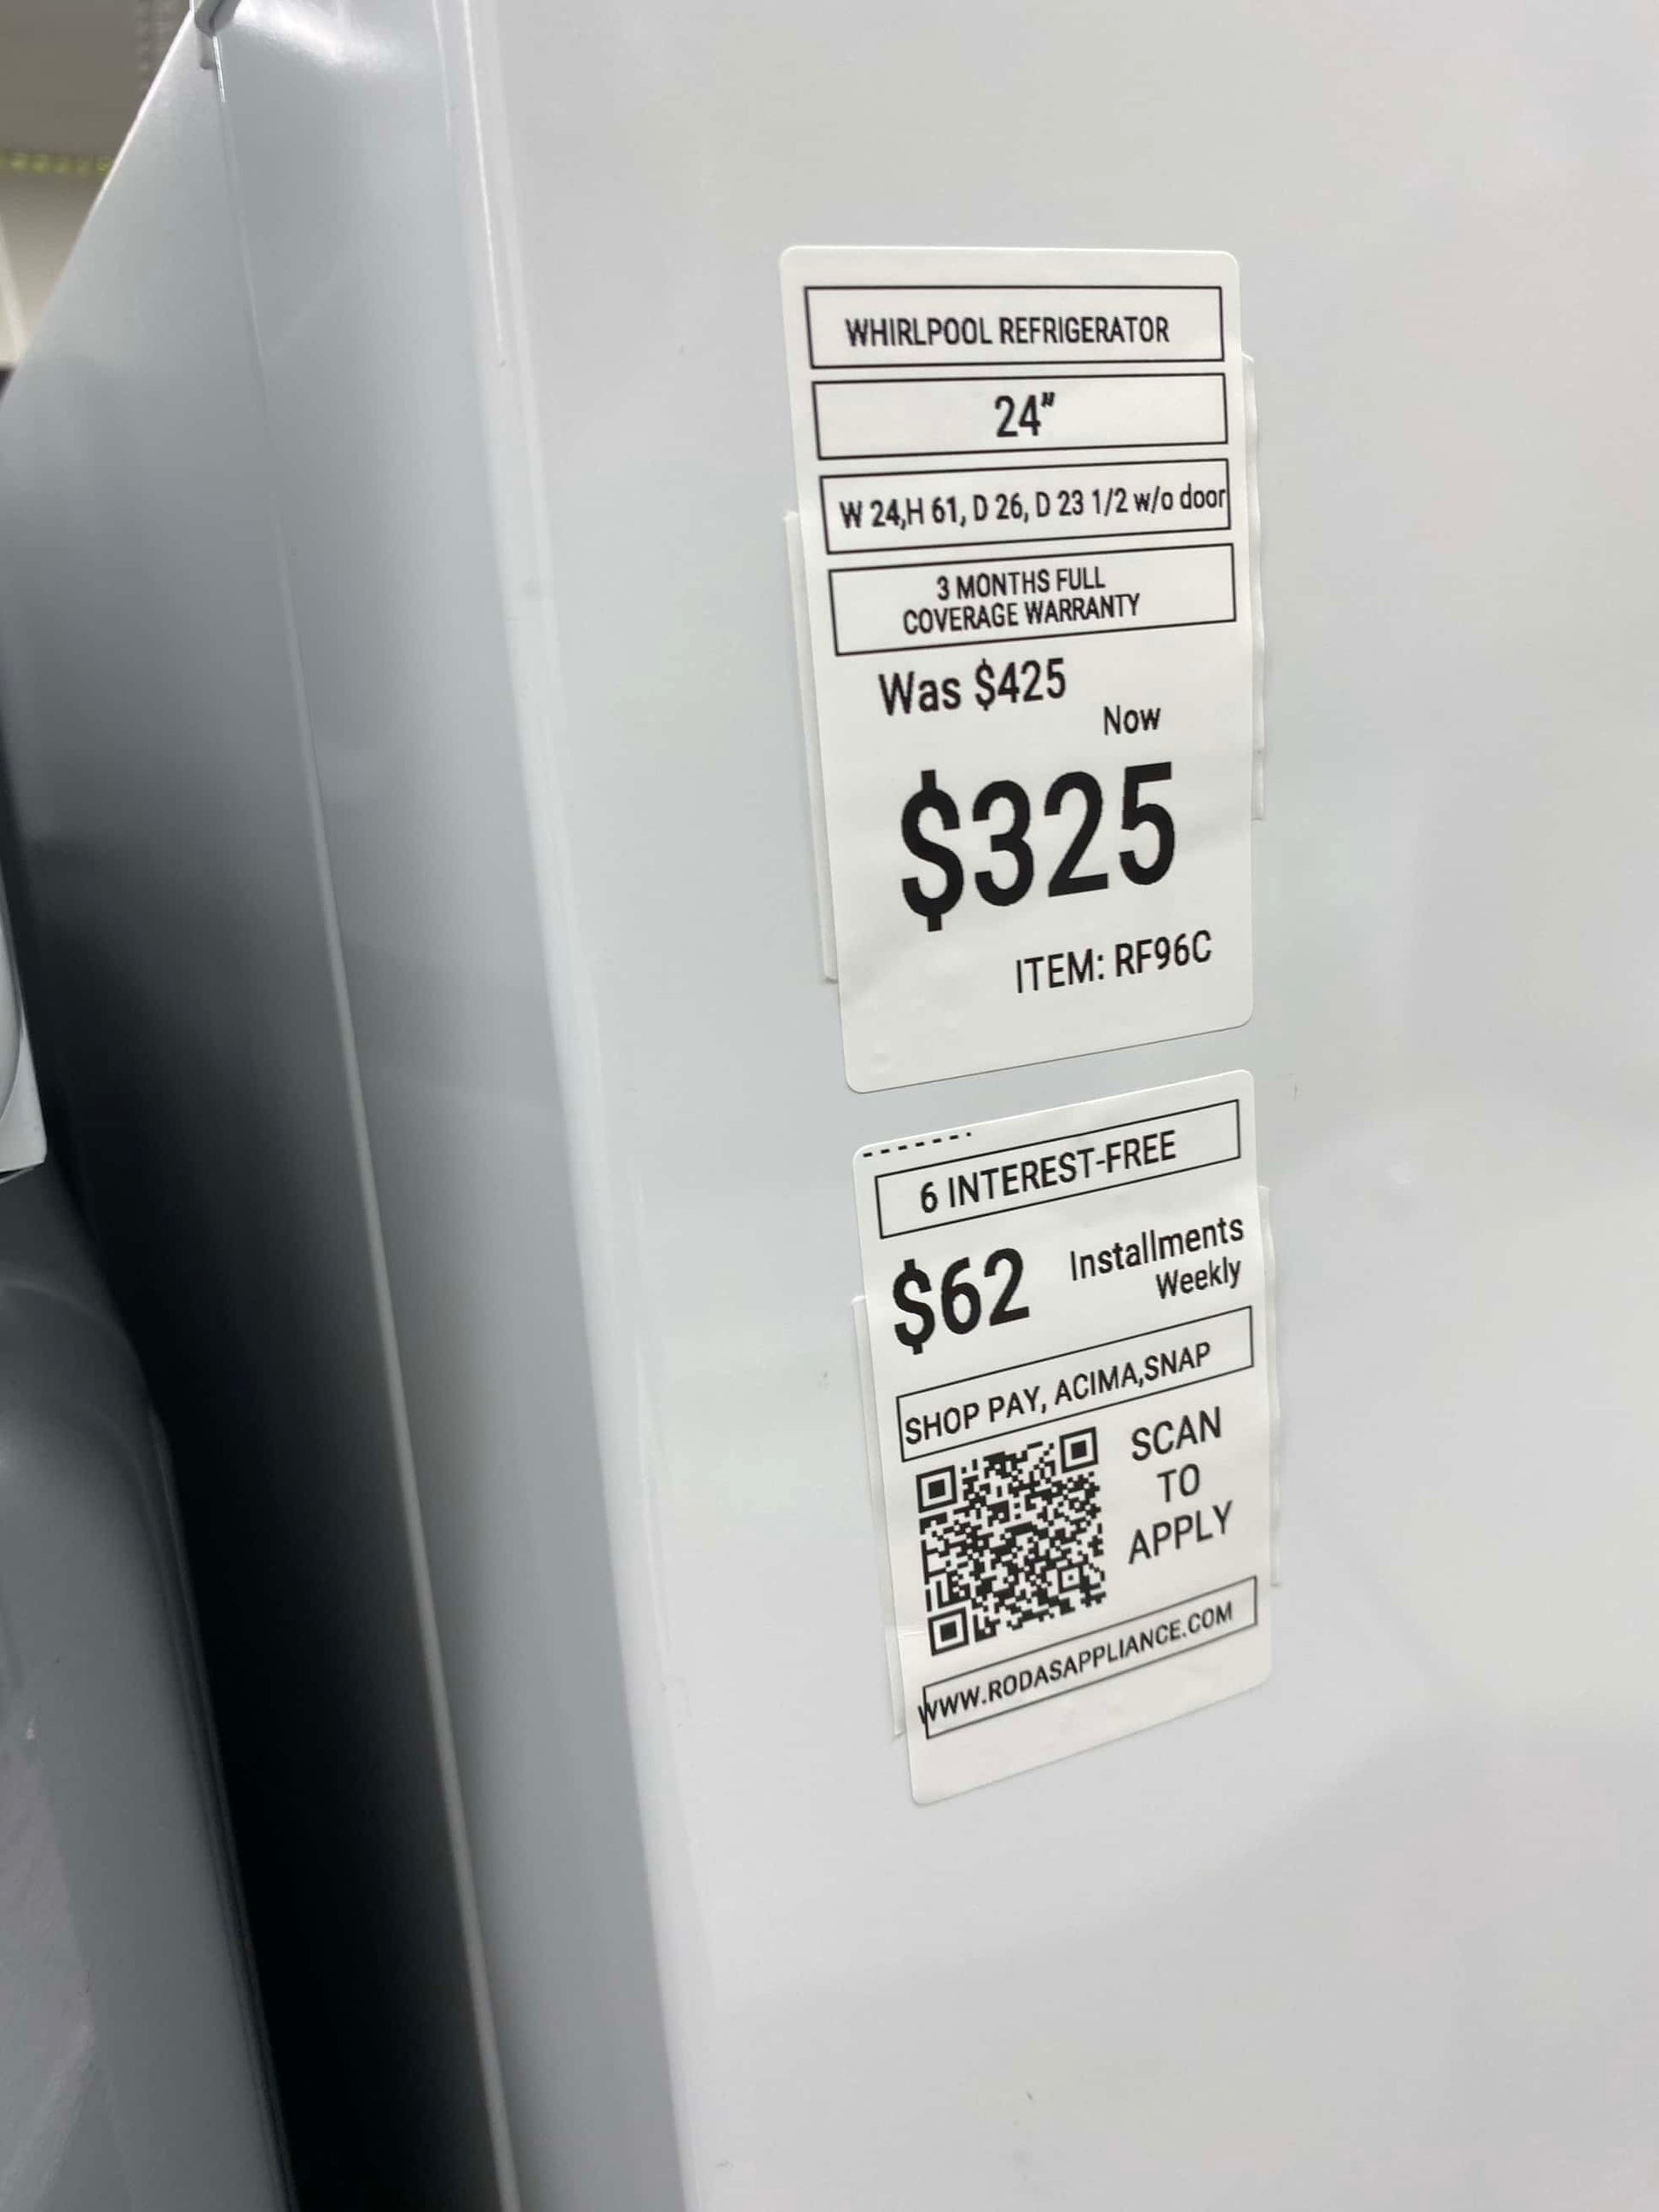 WHIRLPOOL REFRIGERATOR
24"
W 24,H 61, D 26, D 23 1/2 w/o door
3 MONTHS FULL
COVERAGE WARRANTY
Was $425
Now
$325
ITEM: RF96C
6 INTEREST-FREE
$62 Installments
Weekly
SHOP PAY, ACIMA,SNAP
SCAN
TO
APPLY
WWW.RODASAPPLIANCE.COM